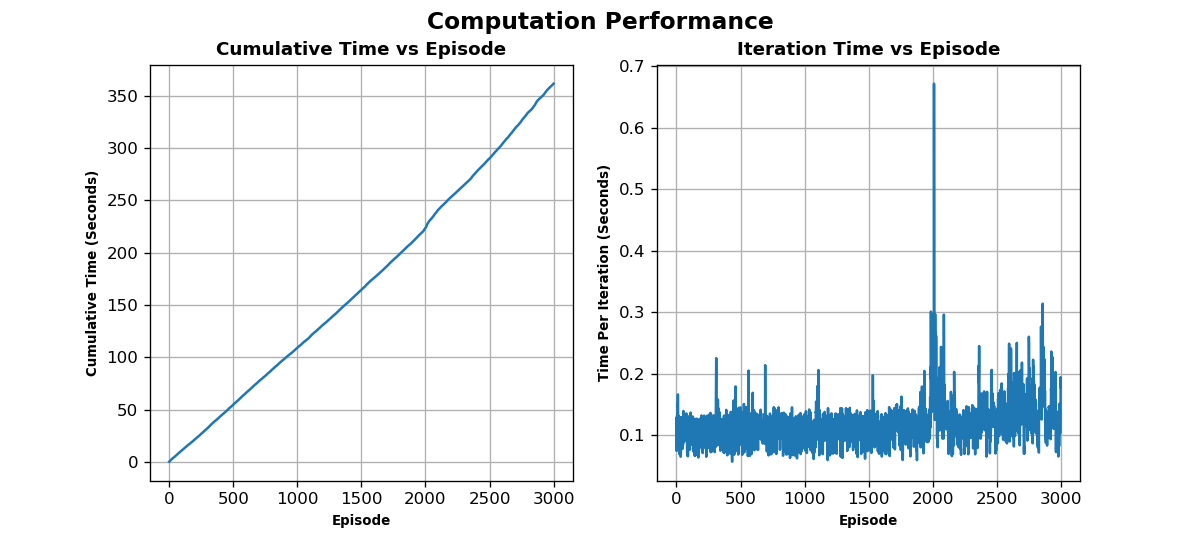 Computation Performance
Cumulative Time vs Episode
Cumulative Time (Seconds)
350
300
250
200
150
100
50
0
0 500 1000 1500 2000 2500 3000
Episode
Iteration Time vs Episode
Time Per Iteration (Seconds)
0.7
0.6
0.5
0.4
0.3
0.2
0.1
0 500 1000 1500 2000 2500 3000
Episode